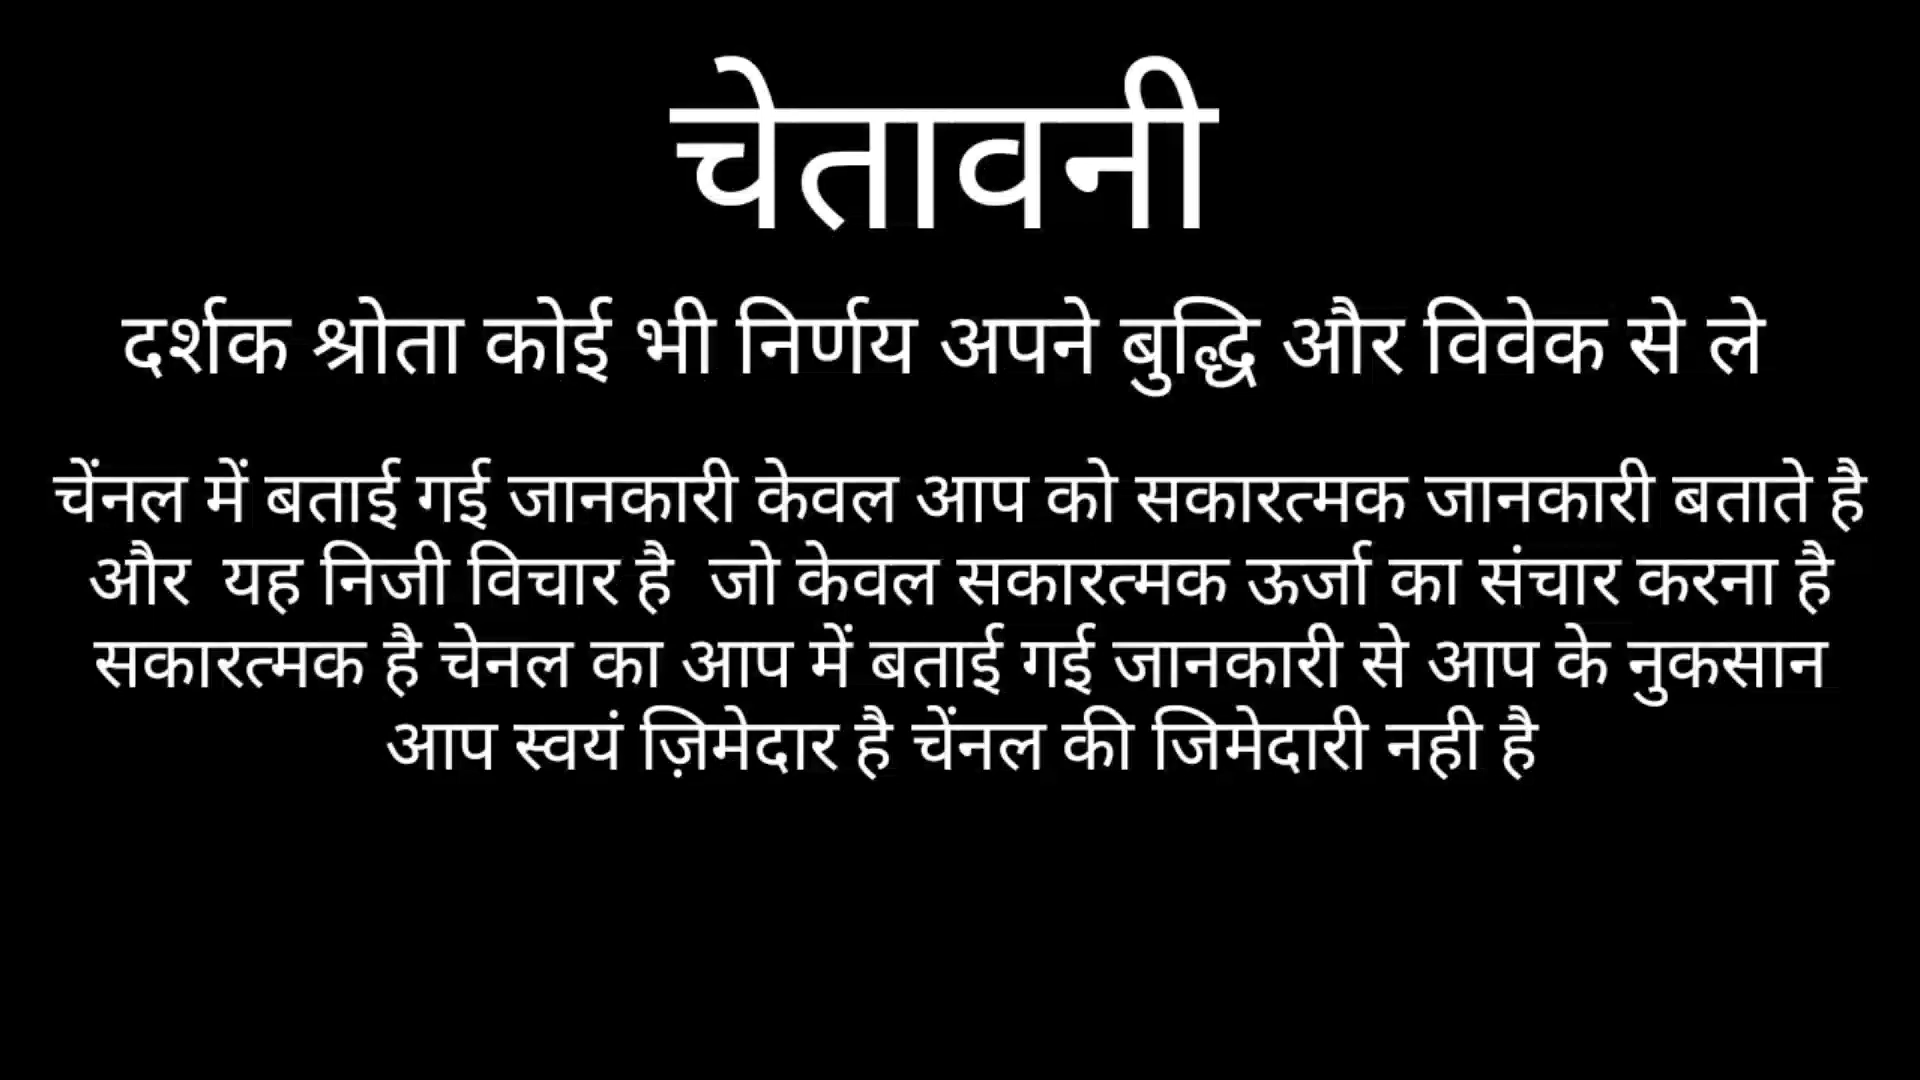 चेतावनी
दर्शक श्रोता कोई भी निर्णय अपने बुद्धि और विवेक से ले
चेंनल में बताई गई जानकारी केवल आप को सकारत्मक जानकारी बताते है
और यह निजी विचार है जो केवल सकारत्मक ऊर्जा का संचार करना है
सकारत्मक है चेनल का आप में बताई गई जानकारी से आप के नुकसान
आप स्वयं ज़िमेदार है चेंनल की जिमेदारी नही है